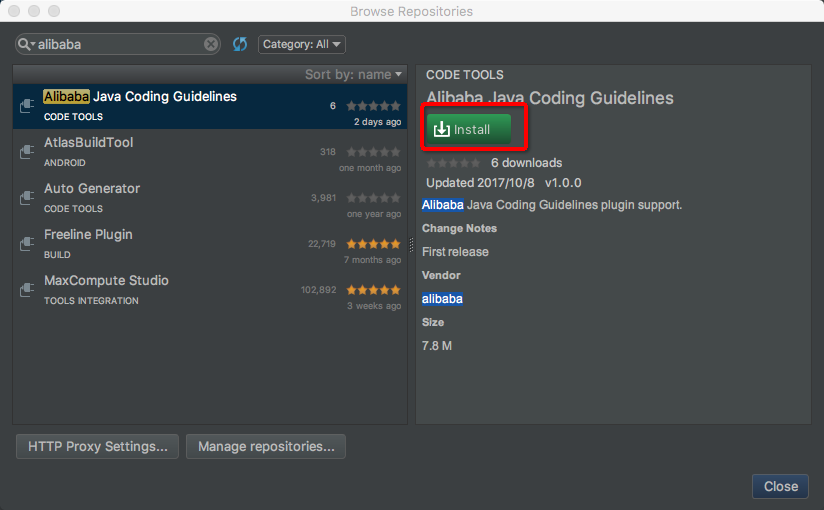 Browse Repositories
alibaba
Category: All
Sort by: name
Alibaba Java Coding Guidelines
6
CODE TOOLS
2 days ago
AtlasBuildTool
318
ANDROID
one month ago
Auto Generator
3,981
CODE TOOLS
one year ago
Freeline Plugin
22,719
BUILD
7 months ago
MaxCompute Studio
102,892
TOOLS INTEGRATION
3 weeks ago
CODE TOOLS
Alibaba Java Coding Guidelines
Install
6 downloads
Updated 2017/10/8 v1.0.0
Alibaba Java Coding Guidelines plugin support.
Change Notes
First release
Vendor
alibaba
Size
7.8 M
HTTP Proxy Settings...
Manage repositories...
Close